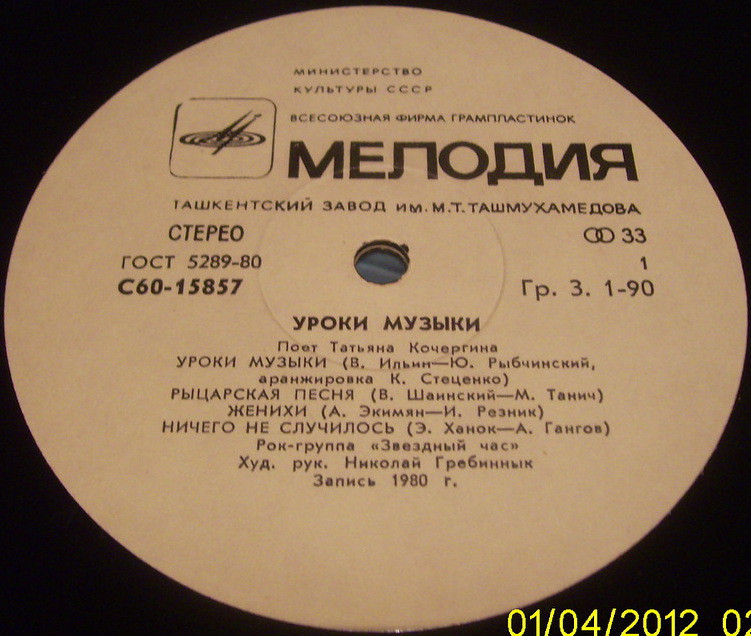 МИНИСТЕРСТВО
КУЛЬТУРЫ СССР
ВСЕСОЮЗНАЯ ФИРМА ГРАМПЛАСТИНОК
МЕЛОДИЯ
ТАШКЕНТСКИЙ ЗАВОД ИМ. М.Т. ТАШМУХАМЕДОВА
СТЕРЕО 33
ГОСТ 5289-80 1
С60-15857 Гр. 3. 1-90
УРОКИ МУЗЫКИ
Поет Татьяна Кочергина
УРОКИ МУЗЫКИ (В. Ильин—Ю. Рыбчинский,
аранжировка К. Стеценко)
РЫЦАРСКАЯ ПЕСНЯ (В. Шаинский—М. Танич)
ЖЕНИХИ (А. Экимян—И. Резник)
НИЧЕГО НЕ СЛУЧИЛОСЬ (Э. Ханок—А. Гангов)
Рок-группа «Звездный час»
Худ. рук. Николай Гребинник
Запись 1980 г.
01/04/2012 02